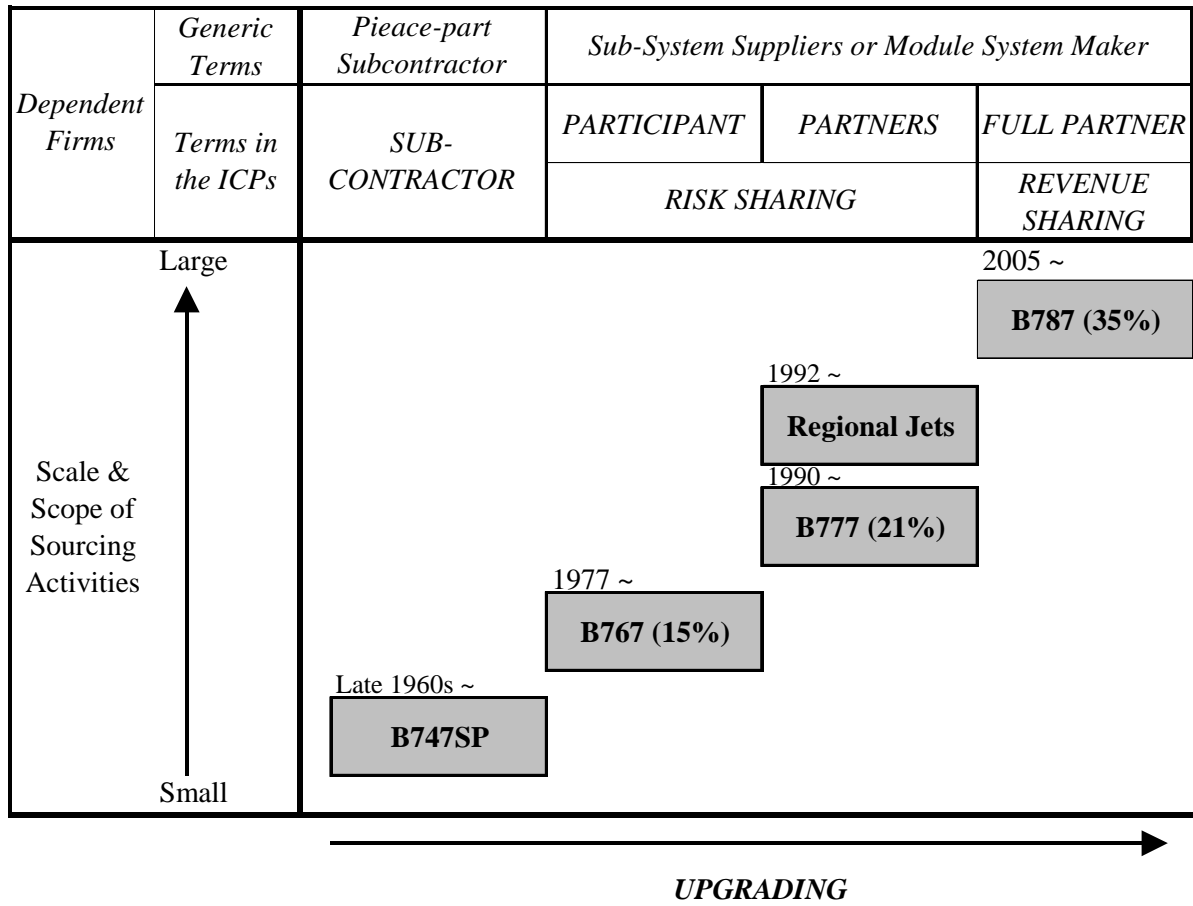 Dependent
Firms
Generic
Terms
Pieace-part
Subcontractor
Sub-System Suppliers or Module System Maker
Terms in
the ICPs
SUB-
CONTRACTOR
PARTICIPANT
PARTNERS
FULL PARTNER
RISK SHARING
REVENUE
SHARING
Scale &
Scope of
Sourcing
Activities
Large
Small
2005 ~
B787 (35%)
1992 ~
Regional Jets
1990 ~
B777 (21%)
1977 ~
B767 (15%)
Late 1960s ~
B747SP
UPGRADING